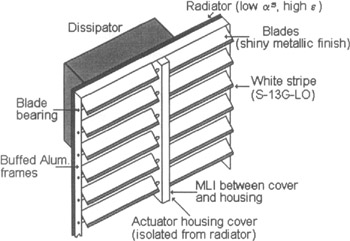 Radiator (low αˢ, high ε)
Dissipator
Blades
(shiny metallic finish)
White stripe
(S-13G-LO)
Blade
bearing
Buffed Alum.
frames
MLI between cover
and housing
Actuator housing cover
(isolated from radiator)